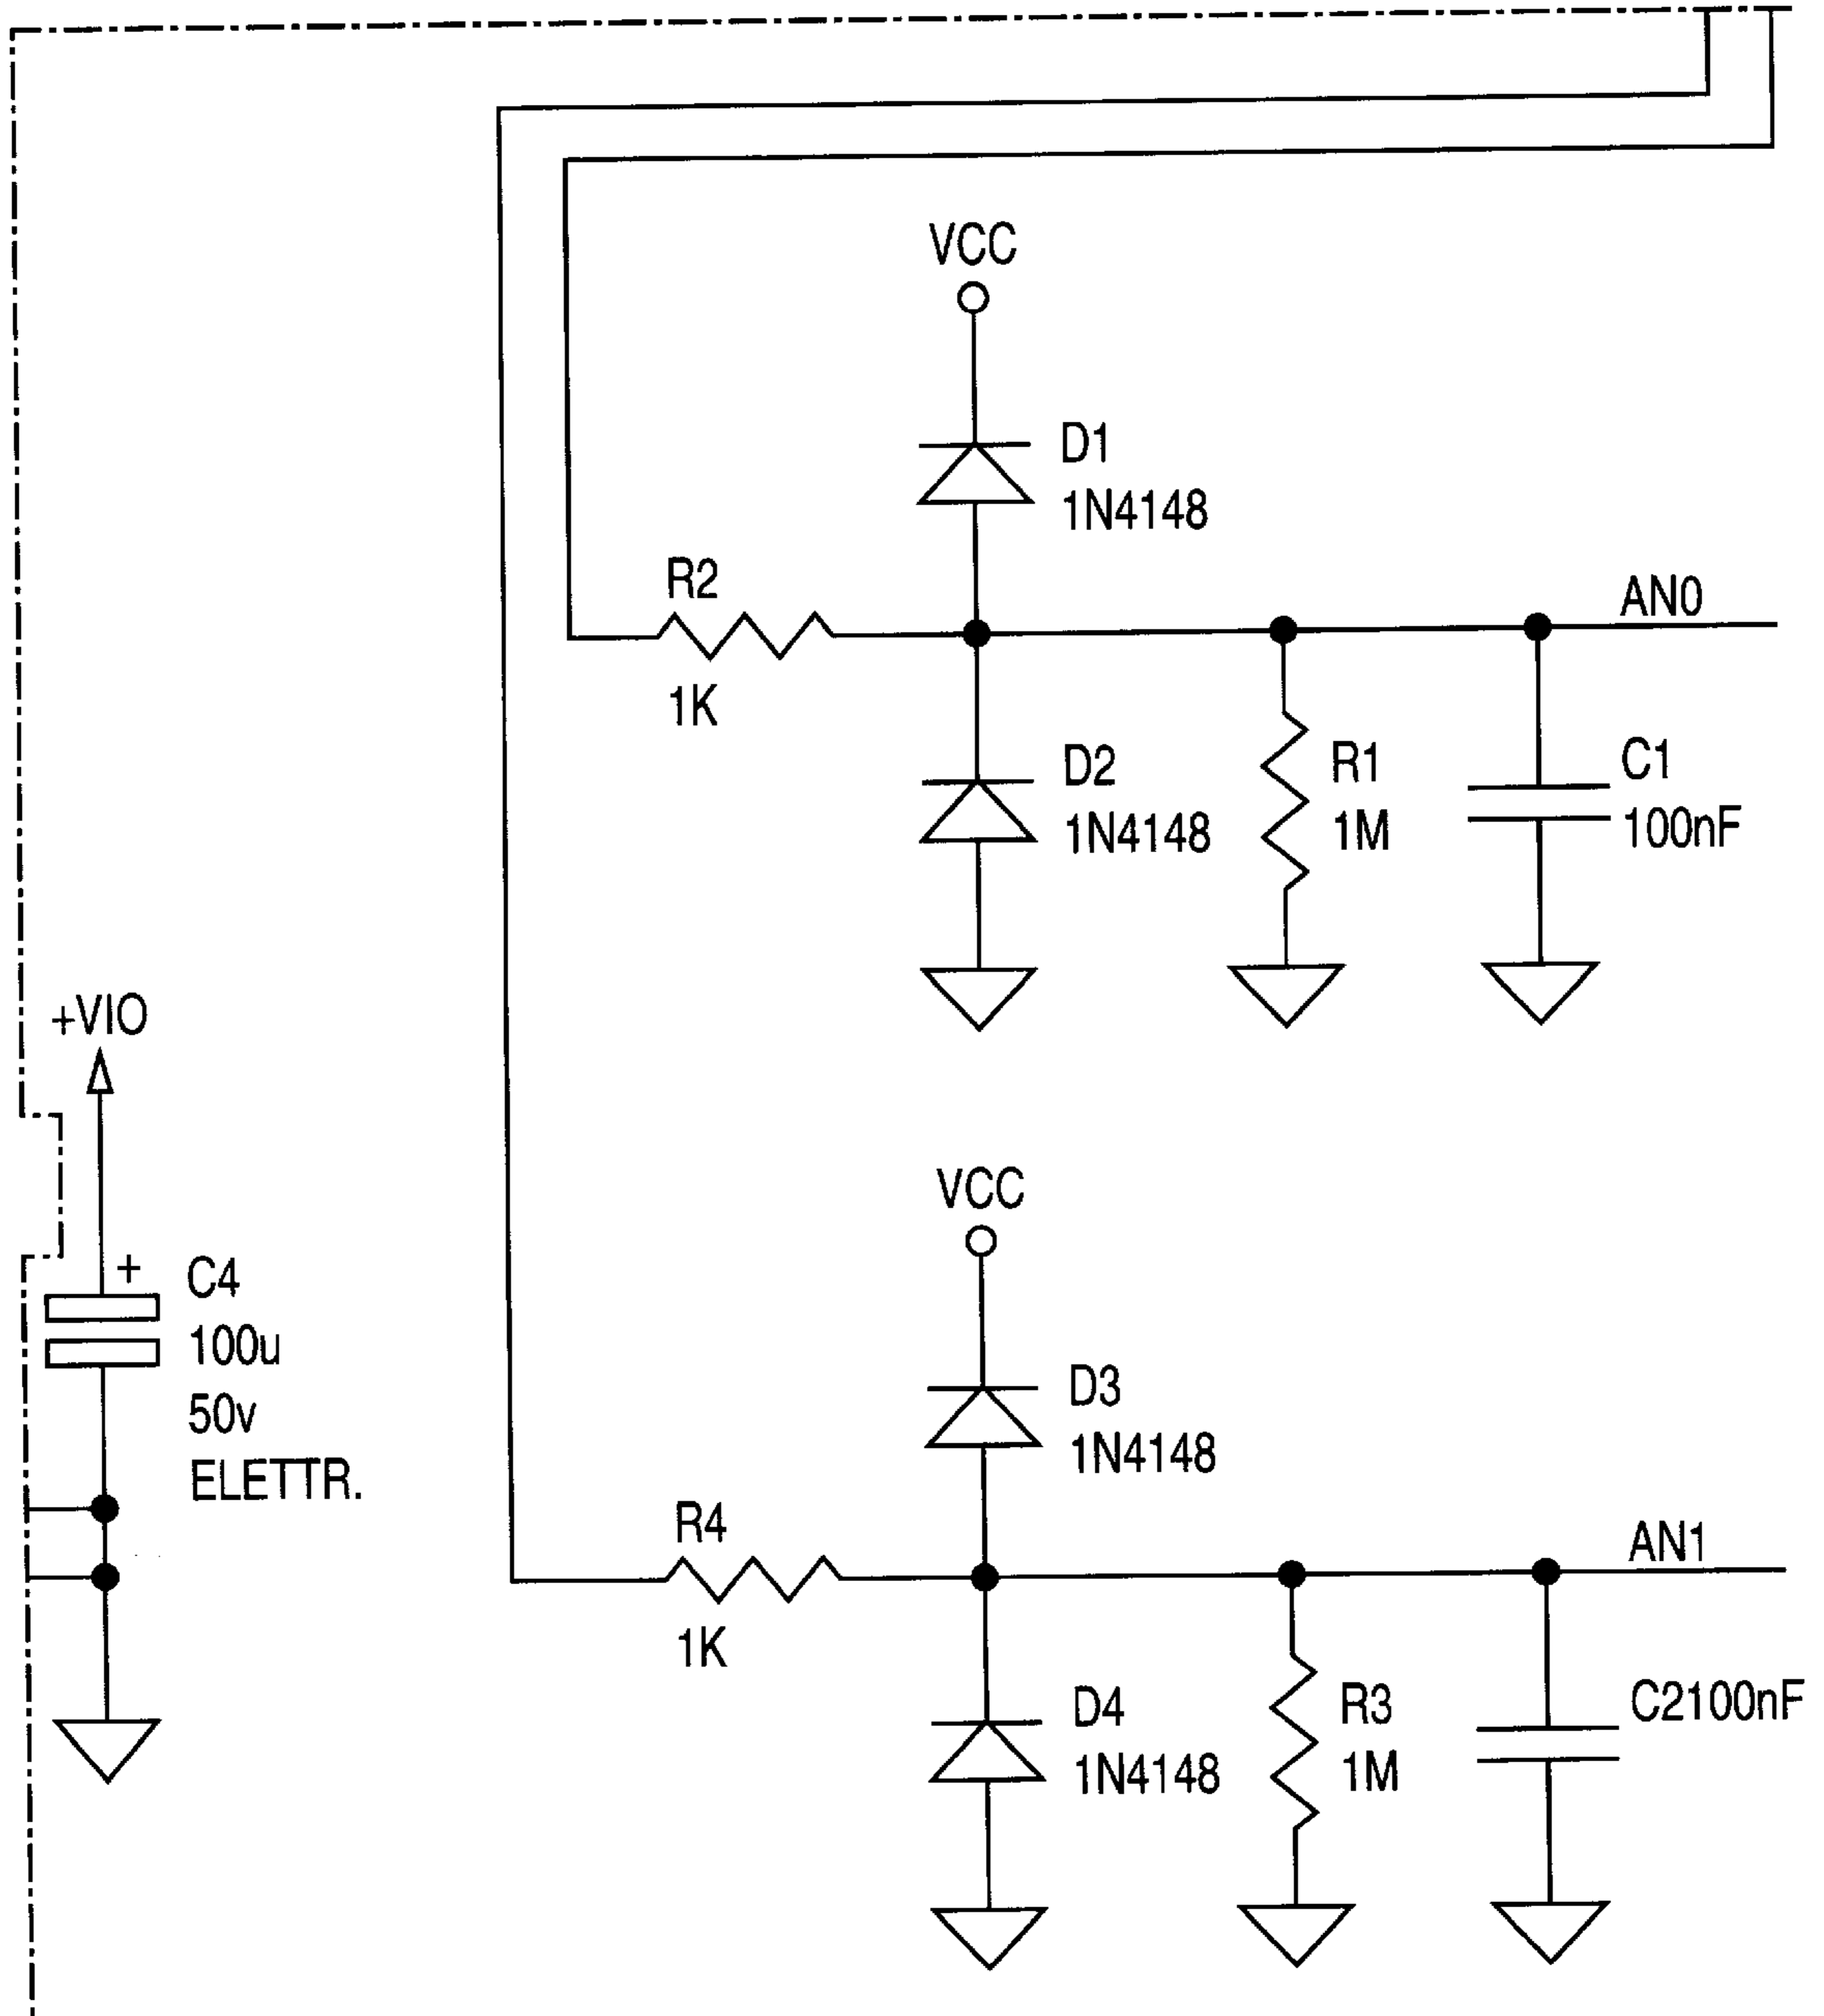 VCC
D1
1N4148
R2
1K
AN0
D2
1N4148
R1
1M
C1
100nF
+VIO
+
C4
100u
50v
ELETTR.
VCC
D3
1N4148
R4
1K
AN1
D4
1N4148
R3
1M
C2100nF